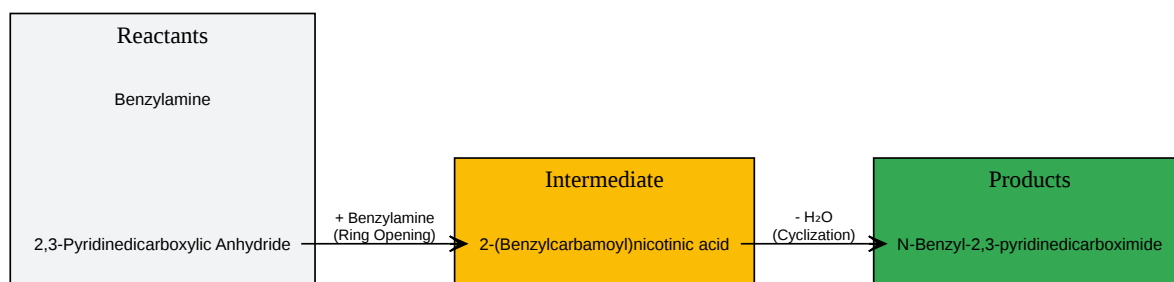 Reactants
Benzylamine
2,3-Pyridinedicarboxylic Anhydride
+ Benzylamine
(Ring Opening)
Intermediate
2-(Benzylcarbamoyl)nicotinic acid
- H₂O
(Cyclization)
Products
N-Benzyl-2,3-pyridinedicarboximide